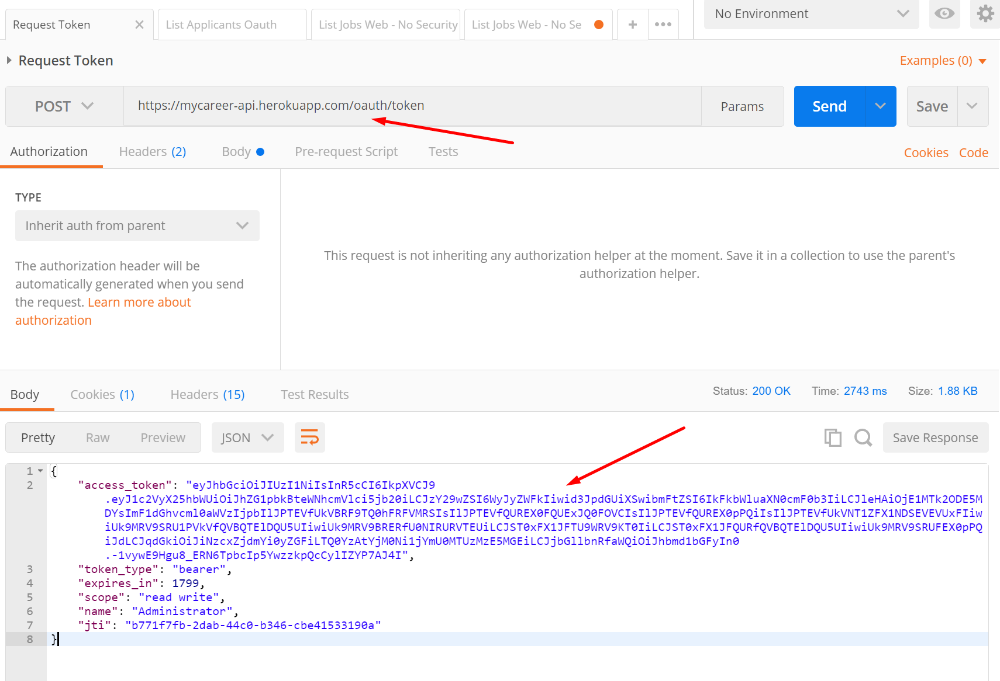 Request Token
List Applicants Oauth
List Jobs Web - No Security
List Jobs Web - No Se
No Environment
Request Token
Examples (0)
POST
https://mycareer-api.herokuapp.com/oauth/token
Params
Send
Save
Authorization
Headers (2)
Body
Pre-request Script
Tests
Cookies
Code
TYPE
Inherit auth from parent
The authorization header will be
automatically generated when you send
the request. Learn more about
authorization
This request is not inheriting any authorization helper at the moment. Save it in a collection to use the parent's
authorization helper.
Body
Cookies (1)
Headers (15)
Test Results
Status: 200 OK
Time: 2743 ms
Size: 1.88 KB
Pretty
Raw
Preview
JSON
Save Response
1 {
2 "access_token": "eyJhbGciOiJIUzI1NiIsInR5cCI6IkpXVCJ9
.eyJ1c2VyX25hbWUiOiJhZG1pbkBteWNhcmVlci5jb20iLCJzY29wZSI6WyJyZWFkIiwid3JpdGUiXSwibmFtZSI6IkFkbWluaXN0cmF0b3IiLCJleHAiOjE1MTk2ODE5M
DYsImF1dGhvcml0aWVzIjpbIlJPTEVfUkVBRF9TQ0hFRFVMRSIsIlJPTEVfQUREX0FQUExJQ0FOVCIsIlJPTEVfQUREX0pPQiIsIlJPTEVfUkVNT1ZFX1NDSEVEVUxFIiw
iUk9MRV9SRU1PVkVfQVBQTElDQU5UIiwiUk9MRV9BRERfU0NIRURVTEUiLCJST0xFX1JFTU9WRV9KT0IiLCJST0xFX1JFQURfQVBQTElDQU5UIiwiUk9MRV9SRUFEX0pPQ
iJdLCJqdGkiOiJiNzcxZjdmYi0yZGFiLTQ0YzAtYjM0Ni1jYmU0MTUzMzE5MGEiLCJjbGllbnRfaWQiOiJhbmd1bGFyIn0
.-1vywE9Hgu8_ERN6TpbcIp5YwzzkpQcCylIZYP7AJ4I",
3 "token_type": "bearer",
4 "expires_in": 1799,
5 "scope": "read write",
6 "name": "Administrator",
7 "jti": "b771f7fb-2dab-44c0-b346-cbe41533190a"
8 }